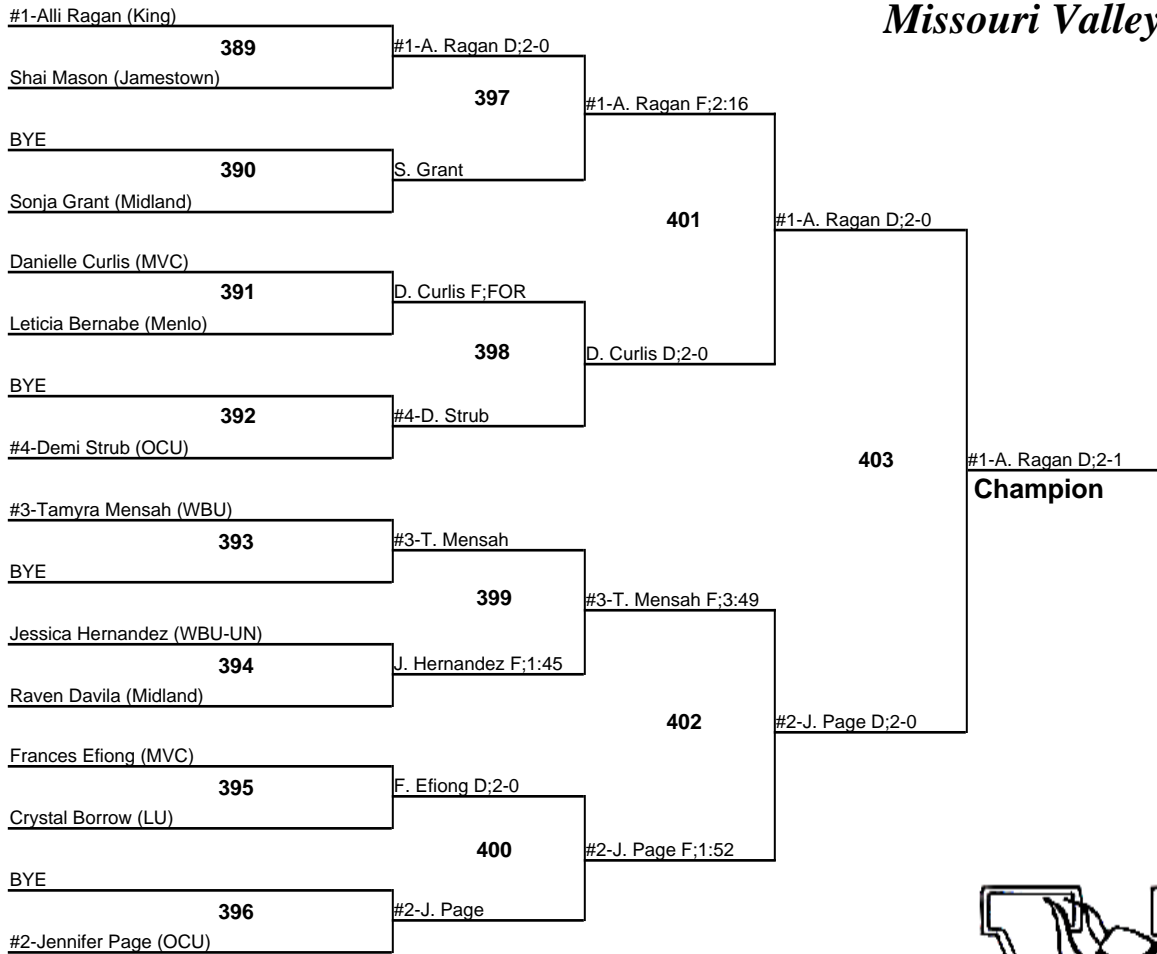 Missouri Valley
#1-Alli Ragan (King)
389
Shai Mason (Jamestown)
BYE
390
Sonja Grant (Midland)
Danielle Curlis (MVC)
391
Leticia Bernabe (Menlo)
BYE
392
#4-Demi Strub (OCU)
#3-Tamyra Mensah (WBU)
393
BYE
Jessica Hernandez (WBU-UN)
394
Raven Davila (Midland)
Frances Efiong (MVC)
395
Crystal Borrow (LU)
BYE
396
#2-Jennifer Page (OCU)
#1-A. Ragan D;2-0
397
S. Grant
D. Curlis F;FOR
398
#4-D. Strub
#3-T. Mensah
399
J. Hernandez F;1:45
F. Efiong D;2-0
400
#2-J. Page
#1-A. Ragan F;2:16
401
D. Curlis D;2-0
#3-T. Mensah F;3:49
402
#2-J. Page F;1:52
#1-A. Ragan D;2-0
403
#2-J. Page D;2-0
#1-A. Ragan D;2-1
Champion